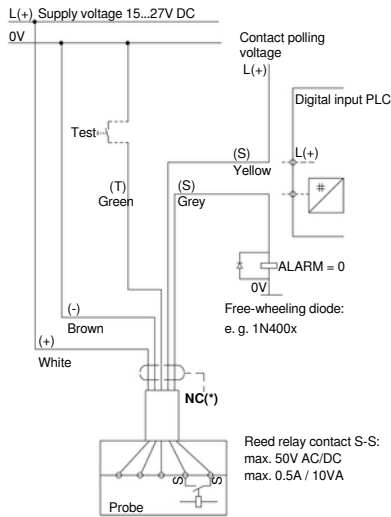 L(+) Supply voltage 15...27V DC
0V
Contact polling
voltage
L(+)
Digital input PLC
Test
L(+)
(S)
Yellow
#
(T)
Green
(S)
Grey
ALARM = 0
0V
Free-wheeling diode:
e. g. 1N400x
(-)
Brown
(+)
White
NC(*)
Reed relay contact S-S:
max. 50V AC/DC
max. 0.5A / 10VA
S S
Probe